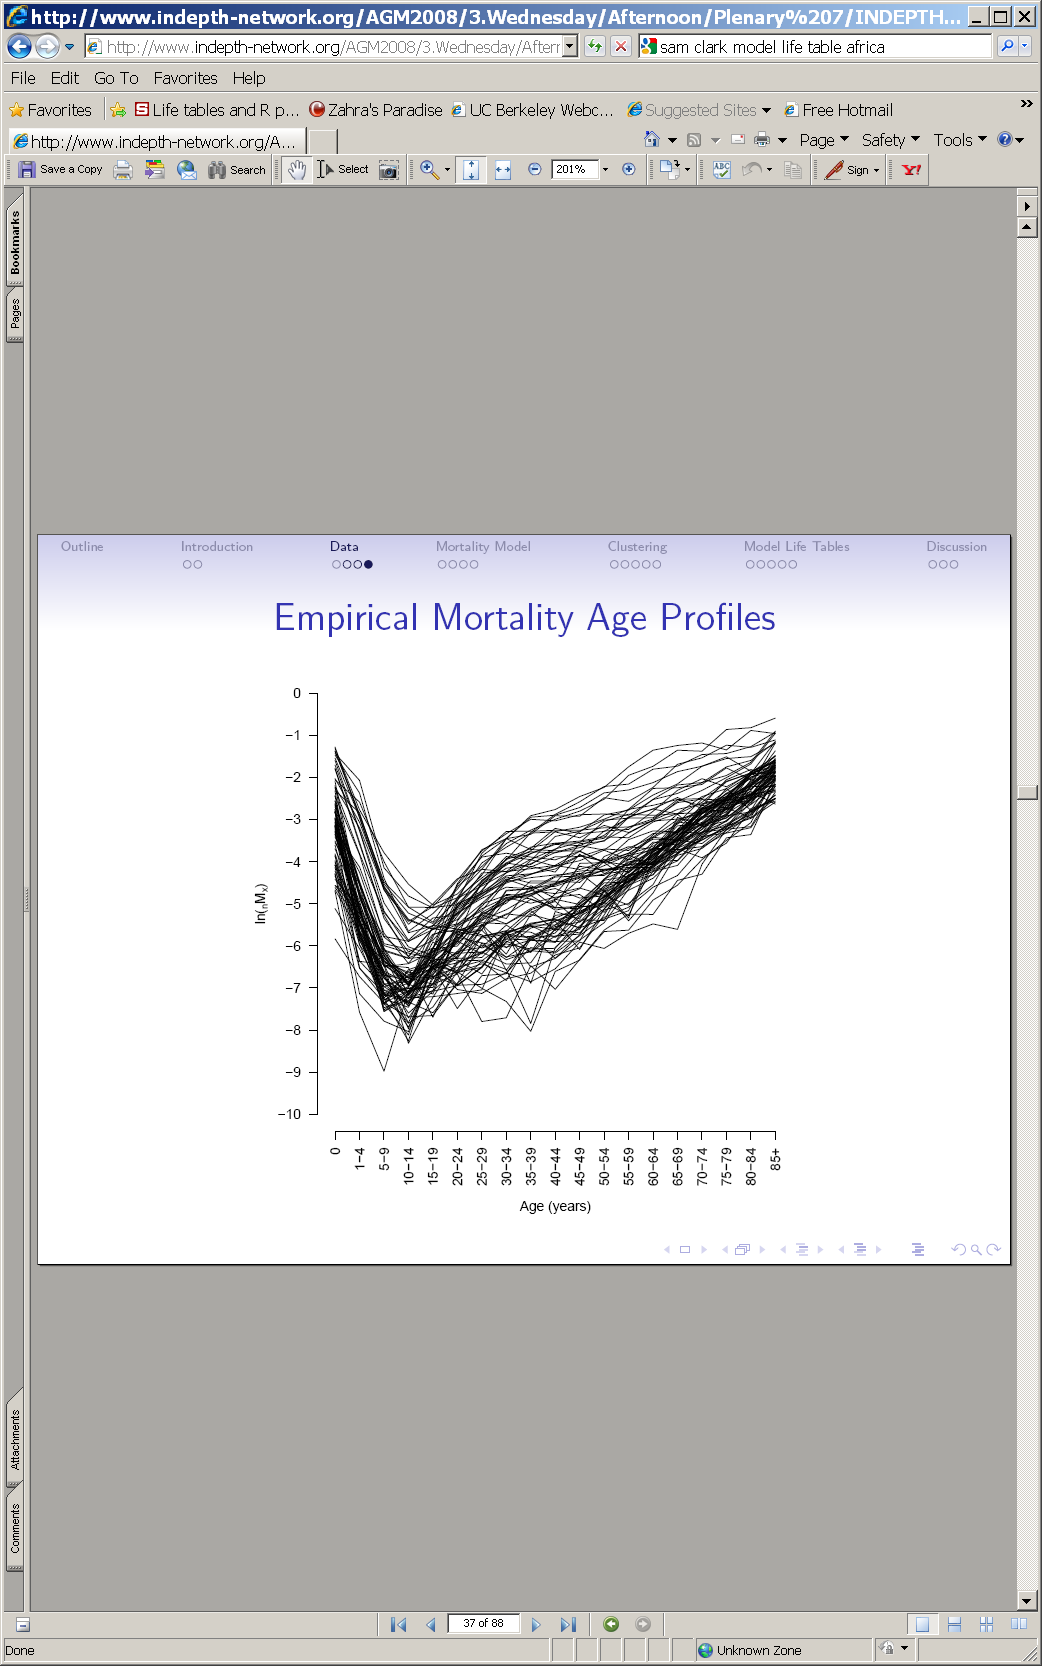 http://www.indepth-network.org/AGM2008/3.Wednesday/Afternoon/Plenary%207/INDEPTH...
http://www.indepth-network.org/AGM2008/3.Wednesday/Aftern
sam clark model life table africa
File Edit Go To Favorites Help
Favorites Life tables and R p... Zahra's Paradise UC Berkeley Webc... Suggested Sites Free Hotmail »
http://www.indepth-network.org/A... Page Safety Tools
Save a Copy Search Select 201% ABC Sign Y!
Bookmarks
Pages
Outline Introduction Data Mortality Model Clustering Model Life Tables Discussion
Empirical Mortality Age Profiles
0
−1
−2
−3
−4
−5
−6
−7
−8
−9
−10
ln(nMx)
0 1−4 5−9 10−14 15−19 20−24 25−29 30−34 35−39 40−44 45−49 50−54 55−59 60−64 65−69 70−74 75−79 80−84 85+
Age (years)
Attachments
Comments
37 of 88
Done Unknown Zone